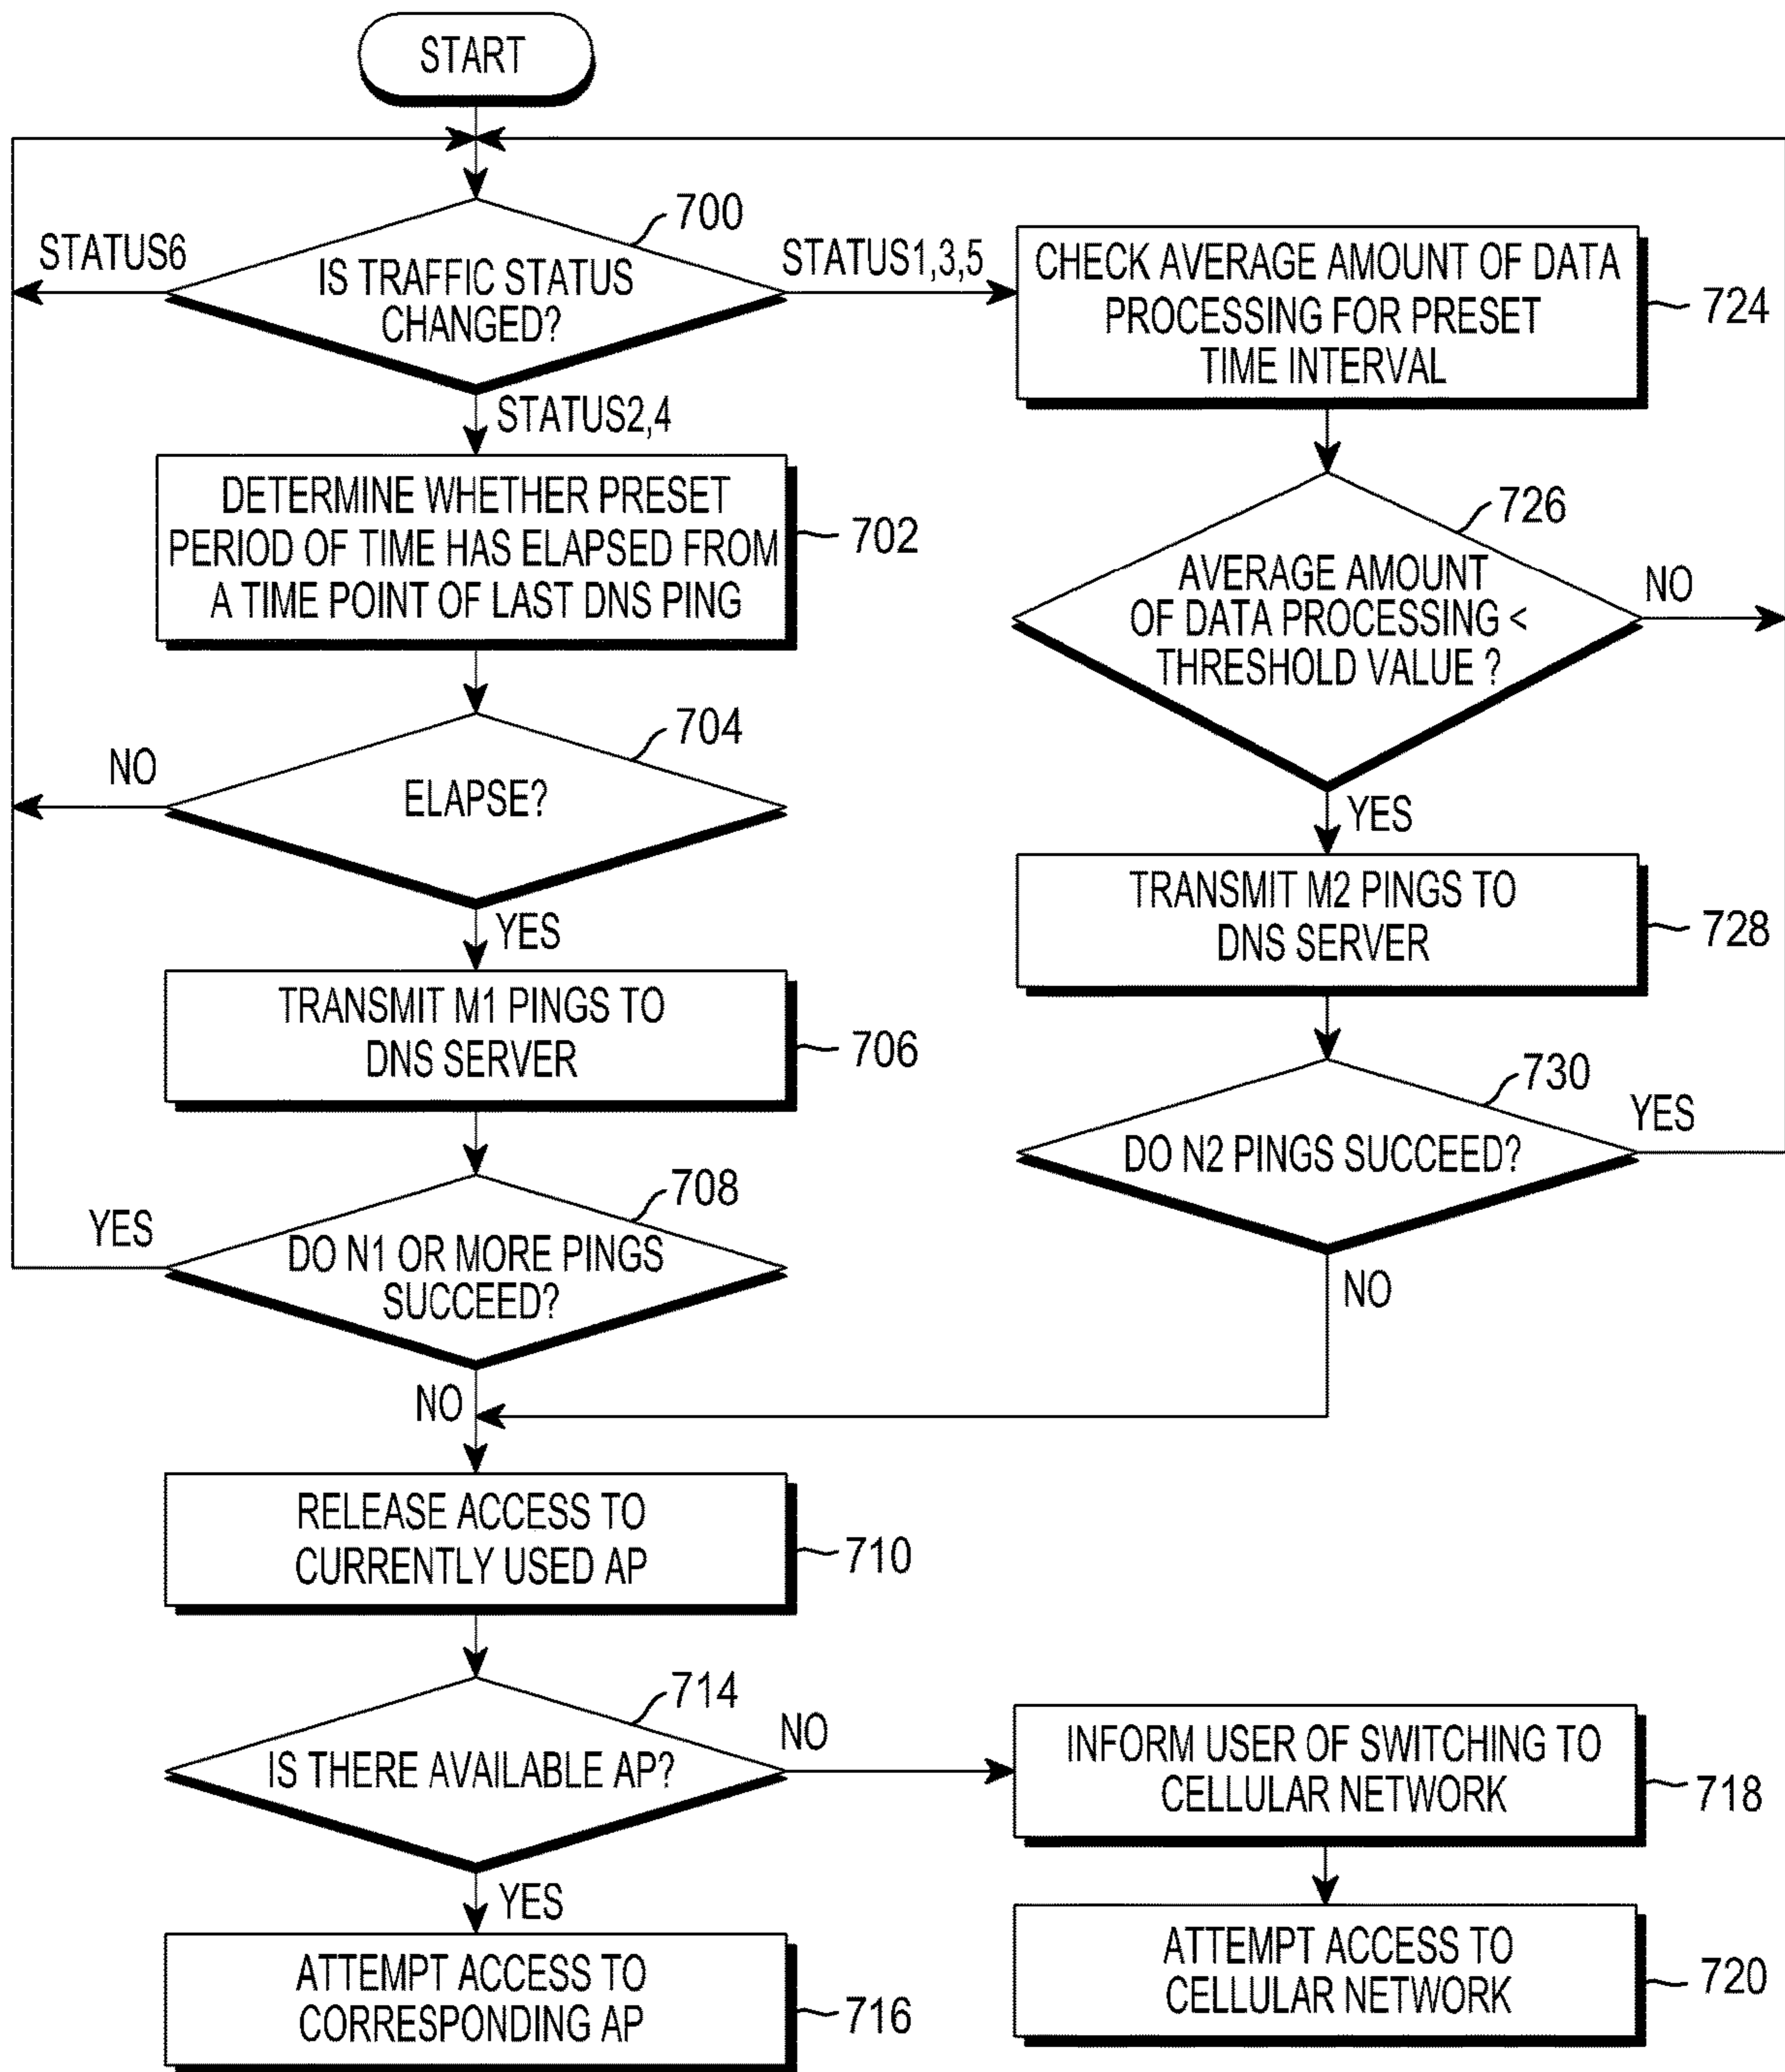 START
700
STATUS6
IS TRAFFIC STATUS
CHANGED?
STATUS1,3,5
CHECK AVERAGE AMOUNT OF DATA
PROCESSING FOR PRESET
TIME INTERVAL
724
STATUS2,4
DETERMINE WHETHER PRESET
PERIOD OF TIME HAS ELAPSED FROM
A TIME POINT OF LAST DNS PING
702
726
AVERAGE AMOUNT
OF DATA PROCESSING <
THRESHOLD VALUE ?
NO
YES
704
NO
ELAPSE?
YES
TRANSMIT M2 PINGS TO
DNS SERVER
728
TRANSMIT M1 PINGS TO
DNS SERVER
706
730
YES
DO N2 PINGS SUCCEED?
NO
708
YES
DO N1 OR MORE PINGS
SUCCEED?
NO
RELEASE ACCESS TO
CURRENTLY USED AP
710
714
IS THERE AVAILABLE AP?
NO
INFORM USER OF SWITCHING TO
CELLULAR NETWORK
718
YES
ATTEMPT ACCESS TO
CORRESPONDING AP
716
ATTEMPT ACCESS TO
CELLULAR NETWORK
720